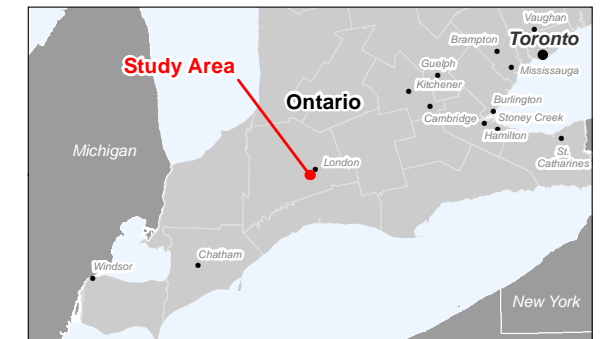 Vaughan
Brampton
Toronto
Study Area
Guelph
Mississauga
Kitchener
Ontario
Burlington
Cambridge
Stoney Creek
Hamilton
Michigan
St.
Catharines
London
Chatham
Windsor
New York